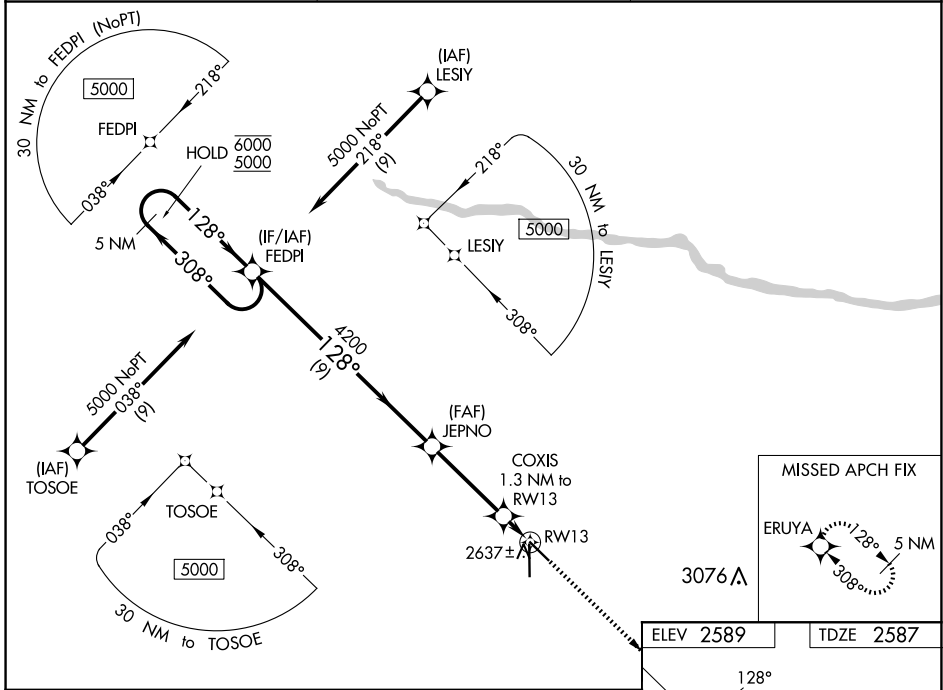 30 NM to FEDPI (NoPT)
5000
218°
FEDPI
038°
HOLD
6000
5000
128°
308°
5 NM
(IF/IAF)
FEDPI
(IAF)
LESIY
5000 NoPT
218°
(9)
218°
30 NM to LESIY
5000
LESIY
308°
4200
128°
(9)
5000 NoPT
038°
(9)
(IAF)
TOSOE
(FAF)
JEPNO
COXIS
1.3 NM to
RW13
RW13
2637±
038°
TOSOE
308°
5000
30 NM to TOSOE
3076
MISSED APCH FIX
ERUYA
128°
308°
5 NM
ELEV 2589
TDZE 2587
128°